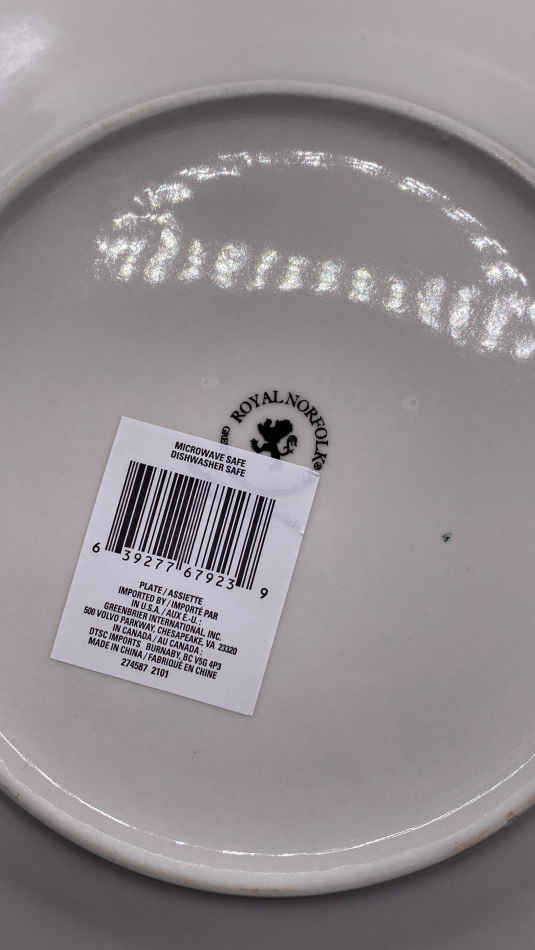 ROYAL NORFOLK®
MICROWAVE SAFE
DISHWASHER SAFE
6 39277 67923 9
PLATE / ASSIETTE
IMPORTED BY / IMPORTÉ PAR
IN U.S.A. / AUX É.-U. :
GREENBRIER INTERNATIONAL, INC.
500 VOLVO PARKWAY, CHESAPEAKE, VA 23320
IN CANADA / AU CANADA :
DTSC IMPORTS BURNABY, BC V5G 4P3
MADE IN CHINA / FABRIQUÉ EN CHINE
274587 2101